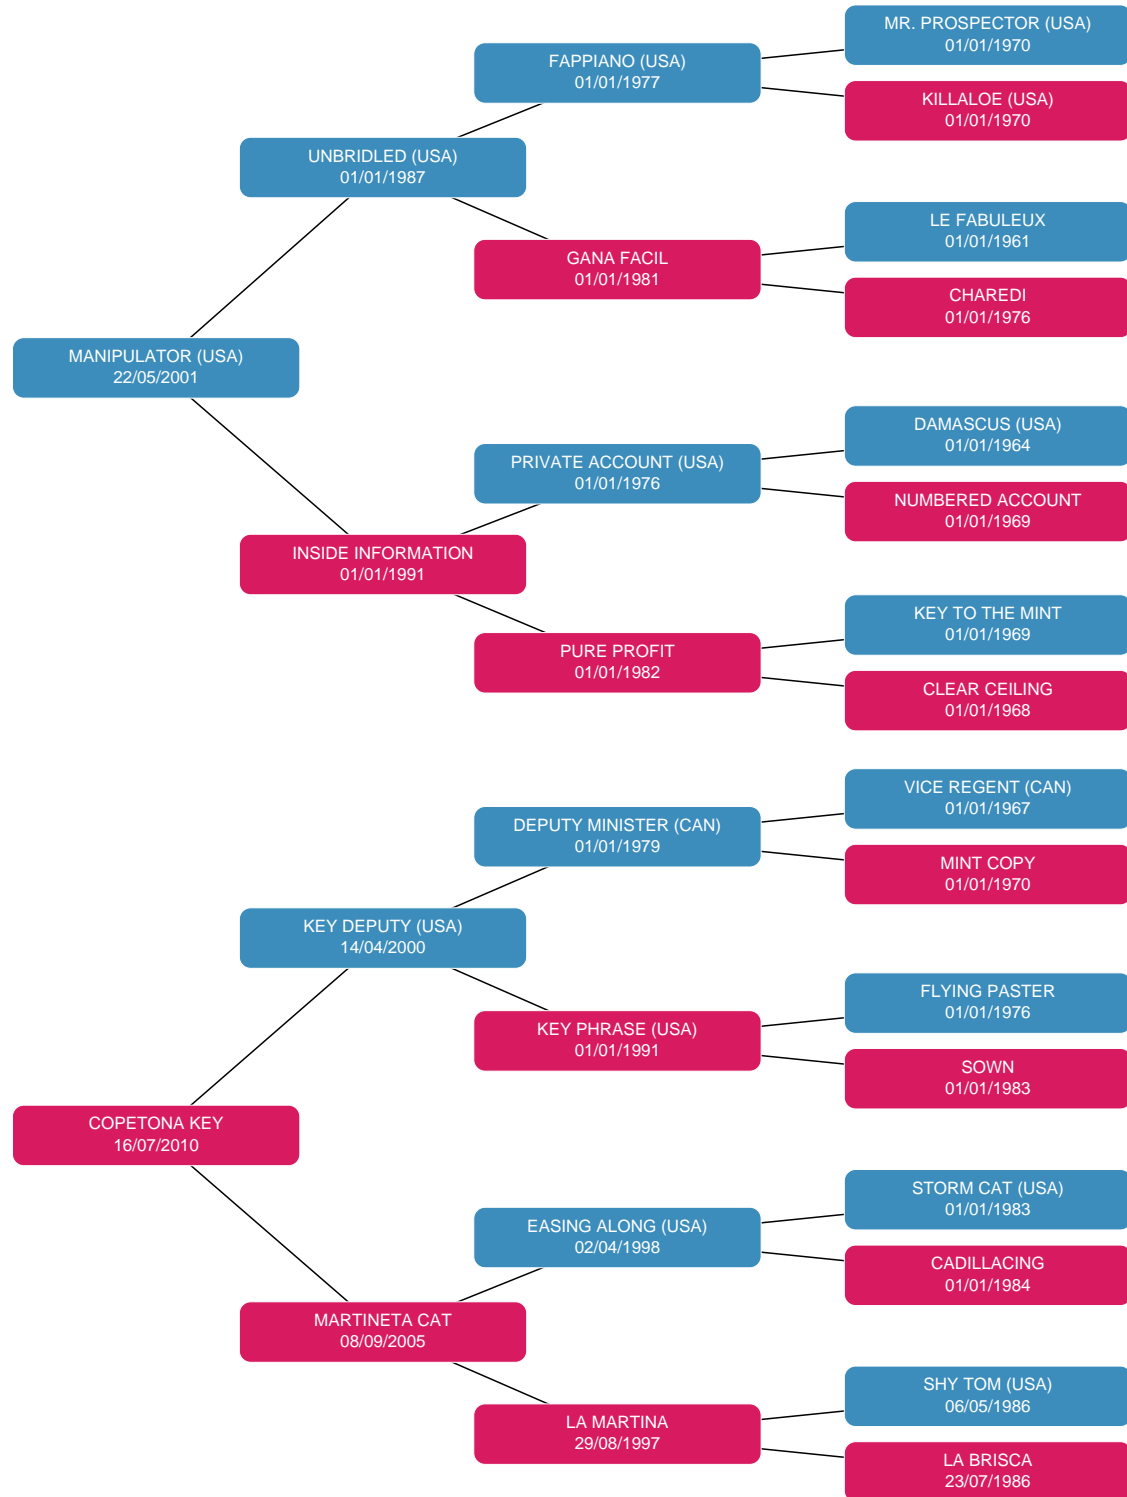 MR. PROSPECTOR (USA)
01/01/1970
FAPPIANO (USA)
01/01/1977
KILLALOE (USA)
01/01/1970
UNBRIDLED (USA)
01/01/1987
LE FABULEUX
01/01/1961
GANA FACIL
01/01/1981
CHAREDI
01/01/1976
MANIPULATOR (USA)
22/05/2001
DAMASCUS (USA)
01/01/1964
PRIVATE ACCOUNT (USA)
01/01/1976
NUMBERED ACCOUNT
01/01/1969
INSIDE INFORMATION
01/01/1991
KEY TO THE MINT
01/01/1969
PURE PROFIT
01/01/1982
CLEAR CEILING
01/01/1968
VICE REGENT (CAN)
01/01/1967
DEPUTY MINISTER (CAN)
01/01/1979
MINT COPY
01/01/1970
KEY DEPUTY (USA)
14/04/2000
FLYING PASTER
01/01/1976
KEY PHRASE (USA)
01/01/1991
SOWN
01/01/1983
COPETONA KEY
16/07/2010
STORM CAT (USA)
01/01/1983
EASING ALONG (USA)
02/04/1998
CADILLACING
01/01/1984
MARTINETA CAT
08/09/2005
SHY TOM (USA)
06/05/1986
LA MARTINA
29/08/1997
LA BRISCA
23/07/1986